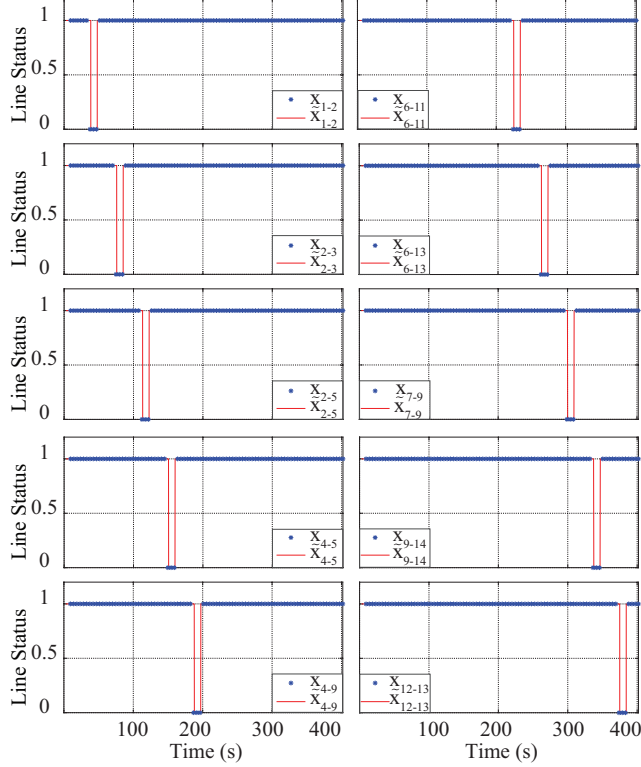 Line Status
1
0.5
0
x̃1-2
x1-2
x̃6-11
x6-11
Line Status
1
0.5
0
x̃2-3
x2-3
x̃6-13
x6-13
Line Status
1
0.5
0
x̃2-5
x2-5
x̃7-9
x7-9
Line Status
1
0.5
0
x̃4-5
x4-5
x̃9-14
x9-14
Line Status
1
0.5
0
x̃4-9
x4-9
x̃12-13
x12-13
100 200 300 400
100 200 300 400
Time (s)
Time (s)